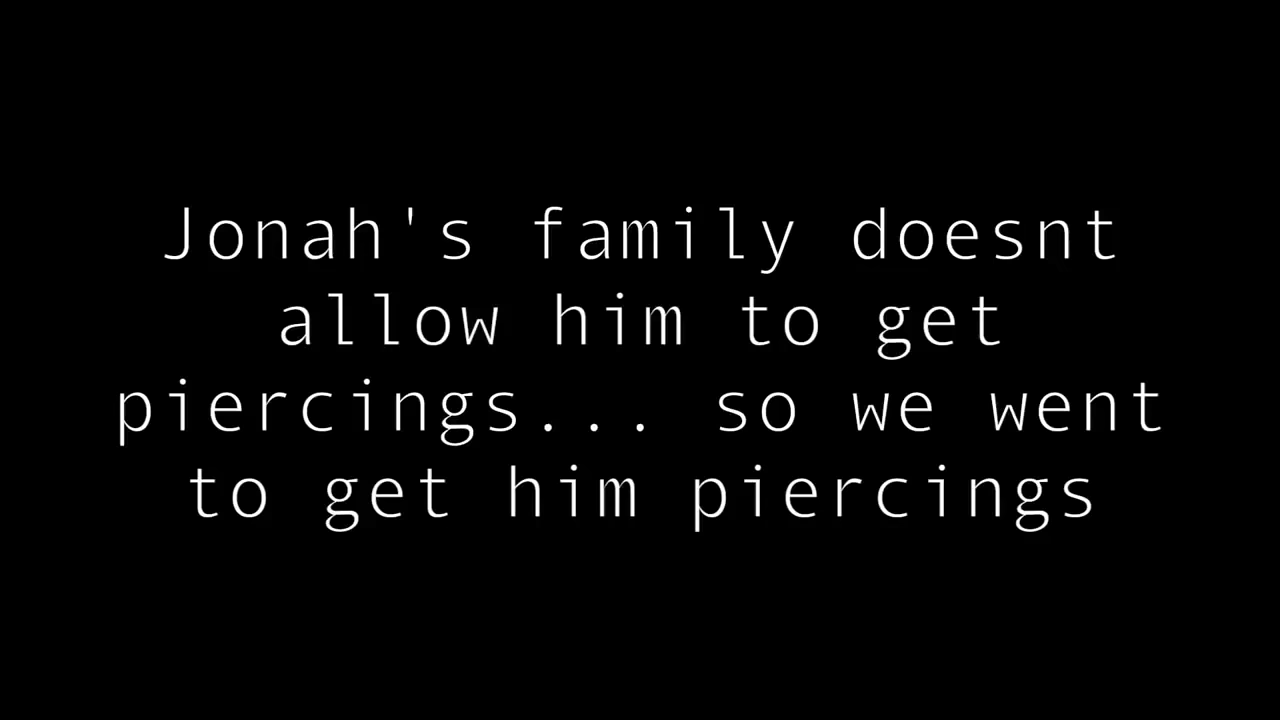 Jonah's family doesnt
allow him to get
piercings... so we went
to get him piercings